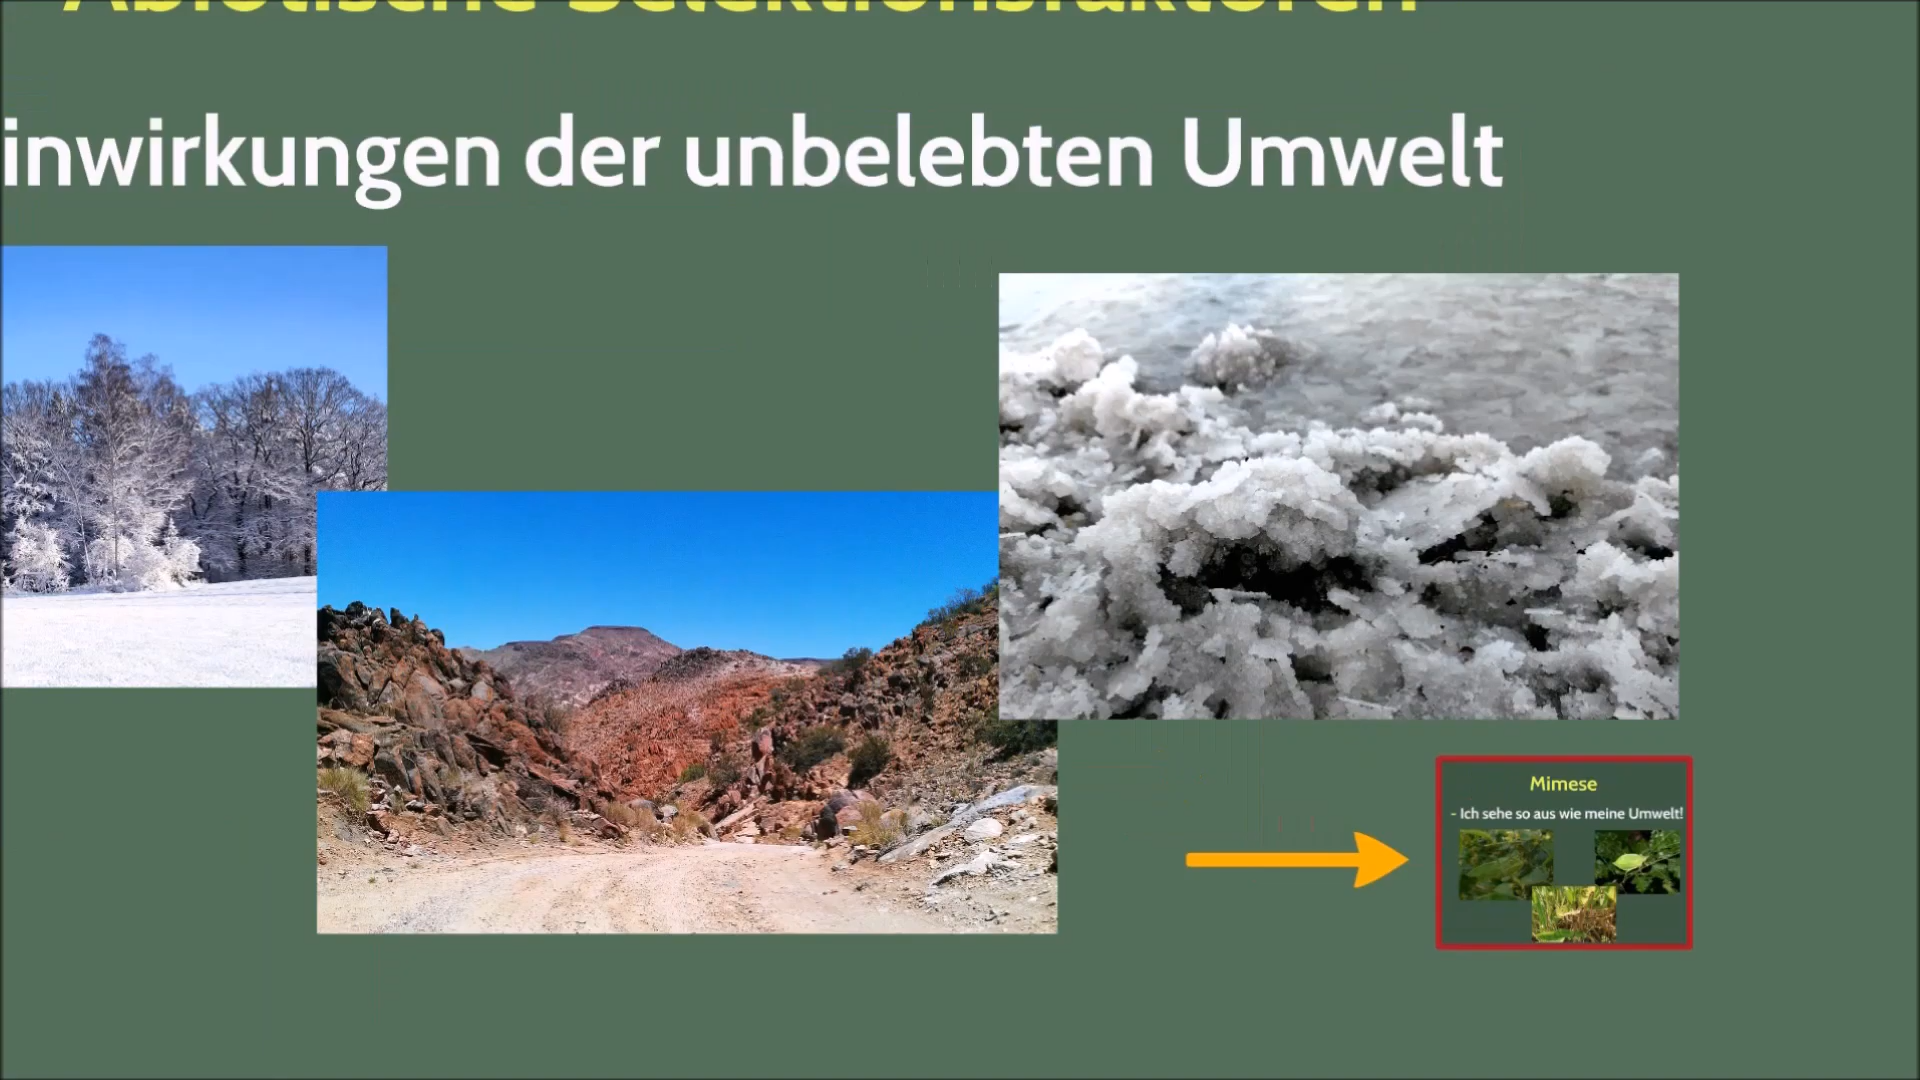 Abiotische Selektionsfaktoren
inwirkungen der unbelebten Umwelt
Mimese
- Ich sehe so aus wie meine Umwelt!